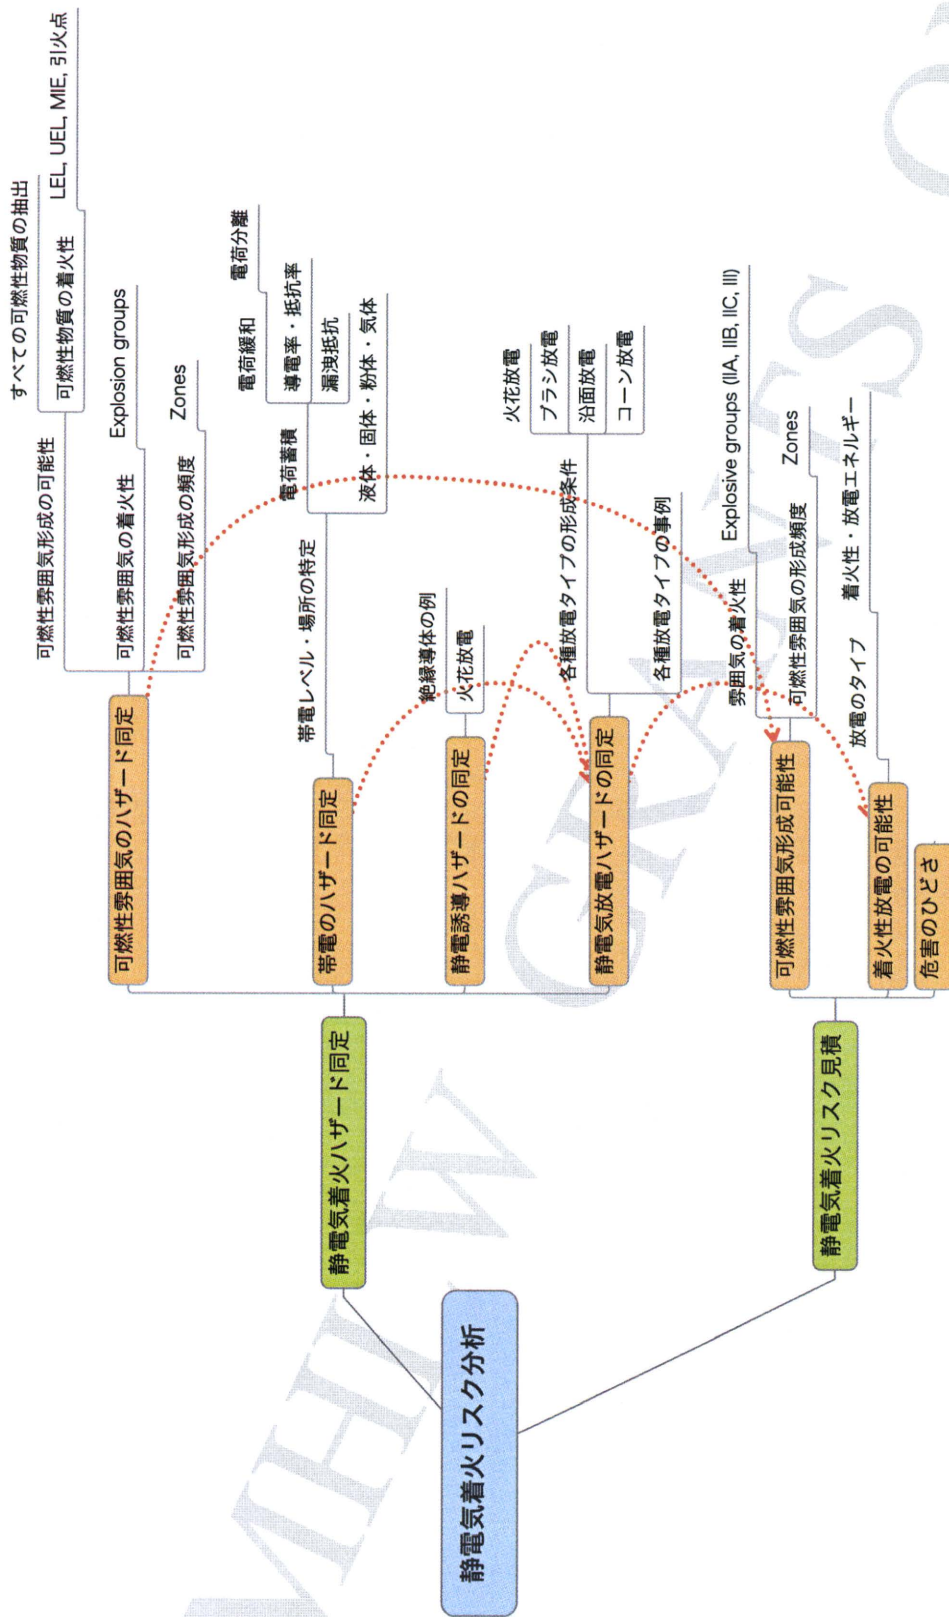 静電気着火リスク分析
静電気着火ハザード同定
可燃性雰囲気のハザード同定
可燃性雰囲気形成の可能性
すべての可燃性物質の抽出
可燃性物質の着火性
LEL, UEL, MIE, 引火点
可燃性雰囲気の着火性
Explosion groups
可燃性雰囲気形成の頻度
Zones
帯電のハザード同定
帯電レベル・場所の特定
電荷蓄積
電荷緩和
電荷分離
導電率・抵抗率
漏洩抵抗
液体・固体・粉体・気体
静電誘導ハザードの同定
絶縁導体の例
火花放電
静電気放電ハザードの同定
各種放電タイプの形成条件
火花放電
ブラシ放電
沿面放電
コーン放電
各種放電タイプの事例
静電気着火リスク見積
可燃性雰囲気形成可能性
雰囲気の着火性
Explosive groups (IIA, IIB, IIC, III)
可燃性雰囲気の形成頻度
Zones
着火性放電の可能性
放電のタイプ
着火性・放電エネルギー
危害のひどさ
MHI W GRANTS O